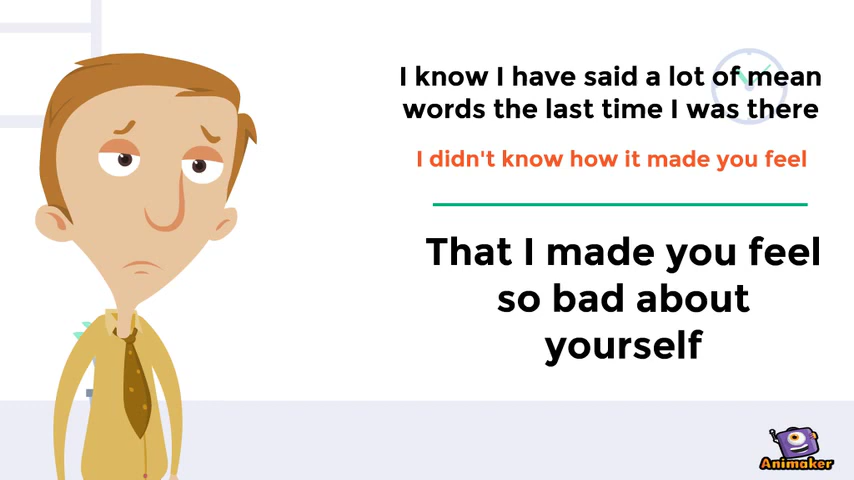 I know I have said a lot of mean
words the last time I was there
I didn't know how it made you feel
That I made you feel
so bad about
yourself
Animaker